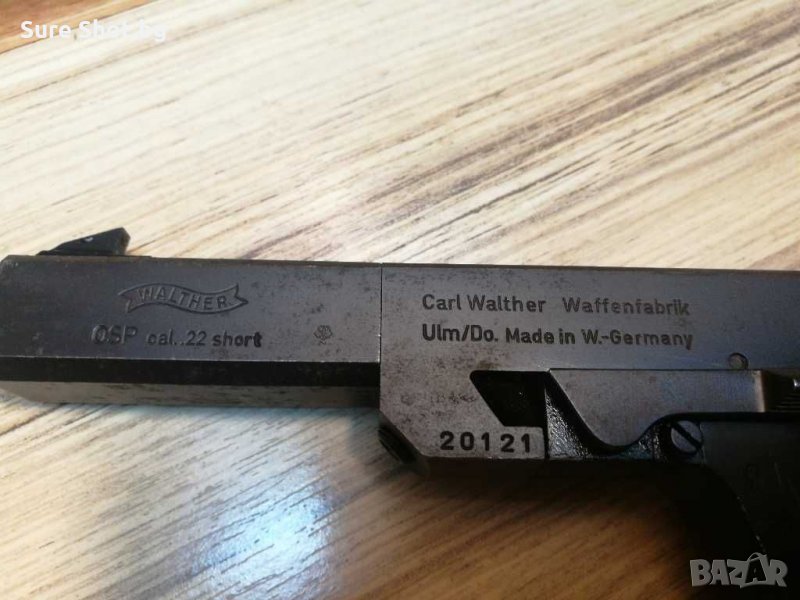 Sure Shot.bg
WALTHER
OSP cal..22 short
Carl Walther Waffenfabrik
Ulm/Do. Made in W.-Germany
20121
BAZAR